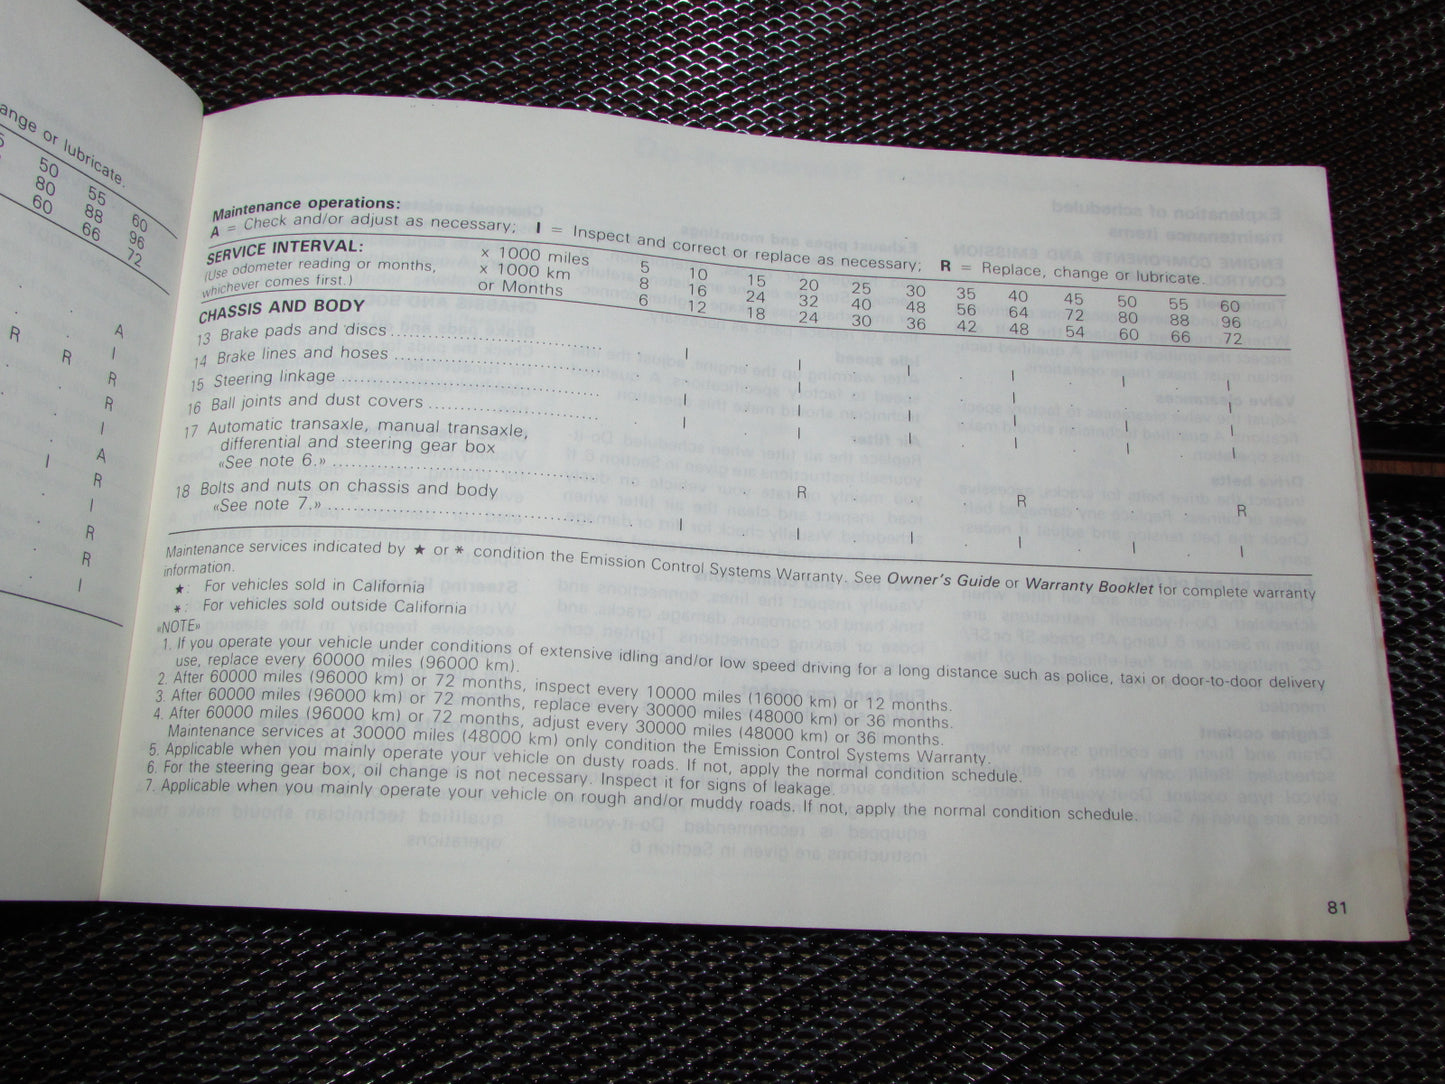 ange or lubricate.
50 55 60
80 88 96
60 66 72
A
R R I
R
R
I
A
I R
I
R
R
I
Maintenance operations:
A = Check and/or adjust as necessary; I = Inspect and correct or replace as necessary; R = Replace, change or lubricate.
SERVICE INTERVAL: x 1000 miles 5 10 15 20 25 30 35 40 45 50 55 60
(Use odometer reading or months, x 1000 km 8 16 24 32 40 48 56 64 72 80 88 96
whichever comes first.) or Months 6 12 18 24 30 36 42 48 54 60 66 72
CHASSIS AND BODY
13 Brake pads and discs .......... I I I I I I
14 Brake lines and hoses .......... I I I
15 Steering linkage .......... I I I I I I
16 Ball joints and dust covers .......... I I I I I I
17 Automatic transaxle, manual transaxle,
differential and steering gear box
«See note 6.» .......... R R R
18 Bolts and nuts on chassis and body
«See note 7.» .......... I I I I I
Maintenance services indicated by ★ or * condition the Emission Control Systems Warranty. See Owner's Guide or Warranty Booklet for complete warranty
information.
★: For vehicles sold in California
*: For vehicles sold outside California
«NOTE»
1. If you operate your vehicle under conditions of extensive idling and/or low speed driving for a long distance such as police, taxi or door-to-door delivery
use, replace every 60000 miles (96000 km).
2. After 60000 miles (96000 km) or 72 months, inspect every 10000 miles (16000 km) or 12 months.
3. After 60000 miles (96000 km) or 72 months, replace every 30000 miles (48000 km) or 36 months.
4. After 60000 miles (96000 km) or 72 months, adjust every 30000 miles (48000 km) or 36 months.
Maintenance services at 30000 miles (48000 km) only condition the Emission Control Systems Warranty.
5. Applicable when you mainly operate your vehicle on dusty roads. If not, apply the normal condition schedule.
6. For the steering gear box, oil change is not necessary. Inspect it for signs of leakage.
7. Applicable when you mainly operate your vehicle on rough and/or muddy roads. If not, apply the normal condition schedule.
81